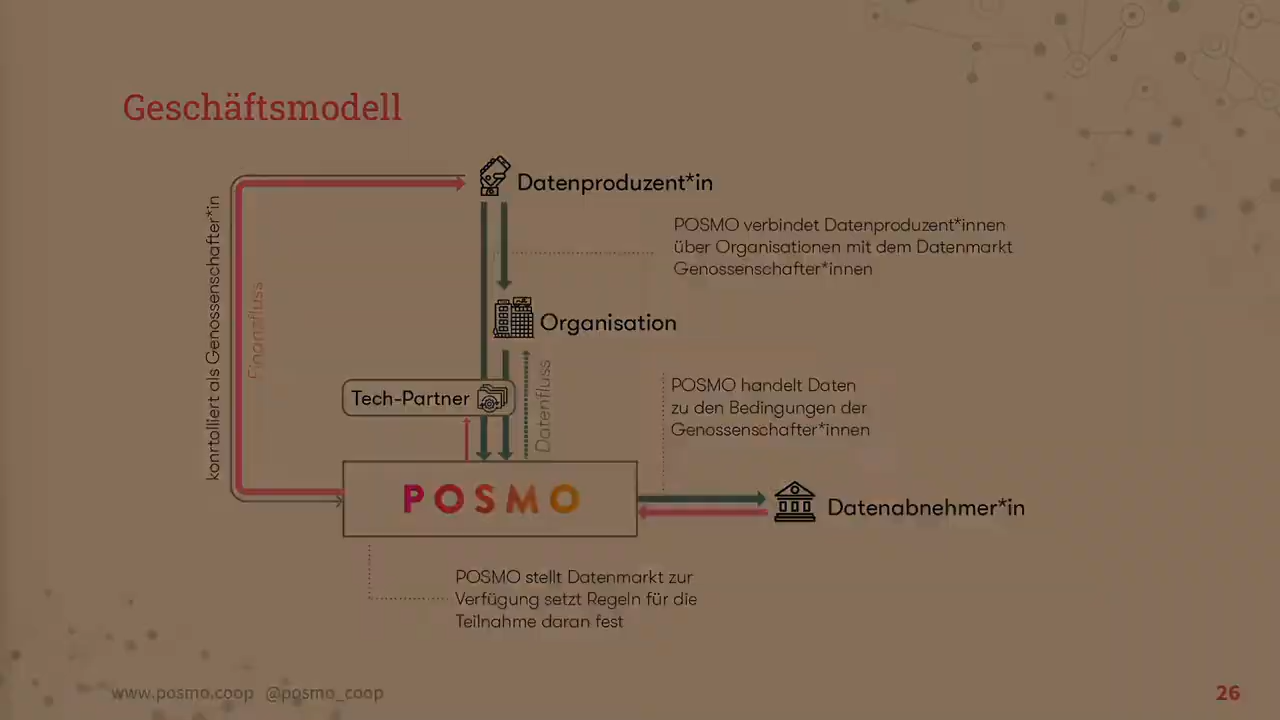 Geschäftsmodell
Datenproduzent*in
POSMO verbindet Datenproduzent*innen
über Organisationen mit dem Datenmarkt
Genossenschafter*innen
konrtolliert als Genossenschafter*in
Finanzfluss
Organisation
Tech-Partner
Datenfluss
POSMO handelt Daten
zu den Bedingungen der
Genossenschafter*innen
POSMO
Datenabnehmer*in
POSMO stellt Datenmarkt zur
Verfügung setzt Regeln für die
Teilnahme daran fest
www.posmo.coop @posmo_coop
26